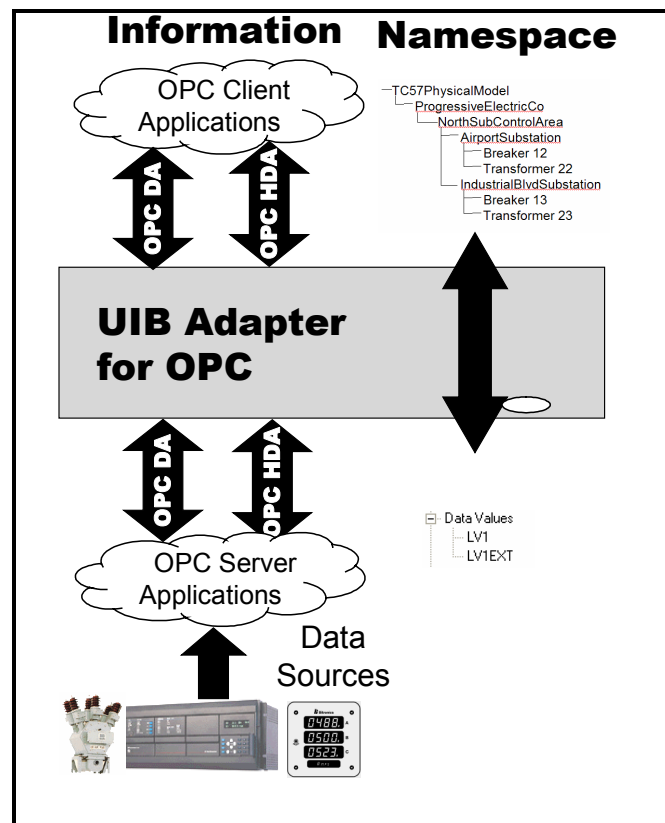 Information
Namespace
OPC Client
Applications
TC57PhysicalModel
ProgressiveElectricCo
NorthSubControlArea
AirportSubstation
Breaker 12
Transformer 22
IndustrialBlvdSubstation
Breaker 13
Transformer 23
OPC DA
OPC HDA
UIB Adapter
for OPC
OPC DA
OPC HDA
Data Values
LV1
LV1EXT
OPC Server
Applications
Data
Sources
0488.
A
0500.
B
0523.
C